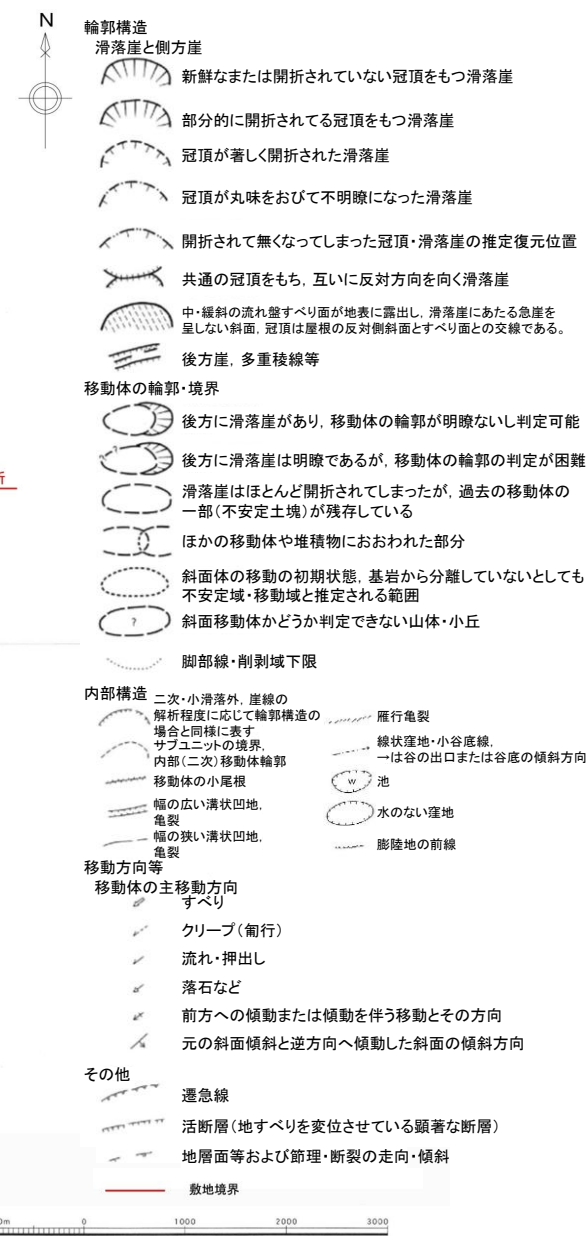 N
輪郭構造
滑落崖と側方崖
新鮮なまたは開折されていない冠頂をもつ滑落崖
部分的に開折されてる冠頂をもつ滑落崖
冠頂が著しく開折された滑落崖
冠頂が丸味をおびて不明瞭になった滑落崖
開折されて無くなってしまった冠頂・滑落崖の推定復元位置
共通の冠頂をもち，互いに反対方向を向く滑落崖
中・緩斜の流れ盤すべり面が地表に露出し，滑落崖にあたる急崖を
呈しない斜面，冠頂は屋根の反対側斜面とすべり面との交線である。
後方崖，多重稜線等
移動体の輪郭・境界
後方に滑落崖があり，移動体の輪郭が明瞭ないし判定可能
後方に滑落崖は明瞭であるが，移動体の輪郭の判定が困難
所
滑落崖はほとんど開折されてしまったが，過去の移動体の
一部（不安定土塊）が残存している
ほかの移動体や堆積物におおわれた部分
斜面体の移動の初期状態，基岩から分離していないとしても
不安定域・移動域と推定される範囲
?
斜面移動体かどうか判定できない山体・小丘
脚部線・削剥域下限
内部構造
二次・小滑落外，崖線の
解析程度に応じて輪郭構造の
場合と同様に表す
サブユニットの境界，
内部（二次）移動体輪郭
移動体の小尾根
幅の広い溝状凹地，
亀裂
幅の狭い溝状凹地，
亀裂
雁行亀裂
線状窪地・小谷底線，
→は谷の出口または谷底の傾斜方向
W
池
水のない窪地
膨陸地の前線
移動方向等
移動体の主移動方向
すべり
クリープ（匍行）
流れ・押出し
落石など
前方への傾動または傾動を伴う移動とその方向
元の斜面傾斜と逆方向へ傾動した斜面の傾斜方向
その他
遷急線
活断層（地すべりを変位させている顕著な断層）
地層面等および節理・断裂の走向・傾斜
敷地境界
0m 0 1000 2000 3000